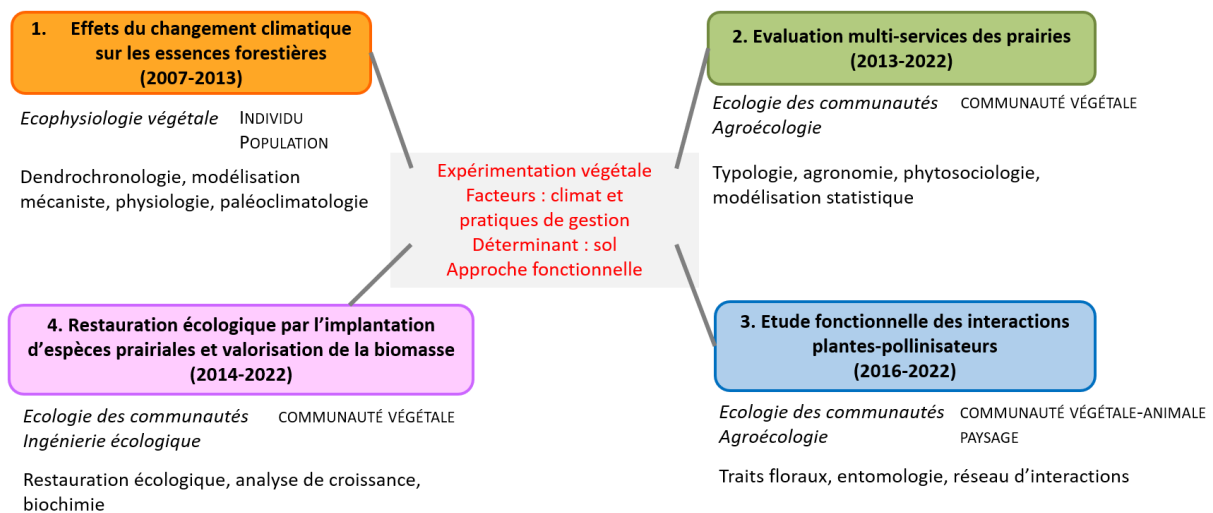 1. Effets du changement climatique
sur les essences forestières
(2007-2013)
Ecophysiologie végétale INDIVIDU
POPULATION
Dendrochronologie, modélisation
mécaniste, physiologie, paléoclimatologie
2. Evaluation multi-services des prairies
(2013-2022)
Ecologie des communautés COMMUNAUTÉ VÉGÉTALE
Agroécologie
Typologie, agronomie, phytosociologie,
modélisation statistique
Expérimentation végétale
Facteurs : climat et
pratiques de gestion
Déterminant : sol
Approche fonctionnelle
4. Restauration écologique par l’implantation
d’espèces prairiales et valorisation de la biomasse
(2014-2022)
Ecologie des communautés COMMUNAUTÉ VÉGÉTALE
Ingénierie écologique
Restauration écologique, analyse de croissance,
biochimie
3. Etude fonctionnelle des interactions
plantes-pollinisateurs
(2016-2022)
Ecologie des communautés COMMUNAUTÉ VÉGÉTALE-ANIMALE
Agroécologie PAYSAGE
Traits floraux, entomologie, réseau d’interactions